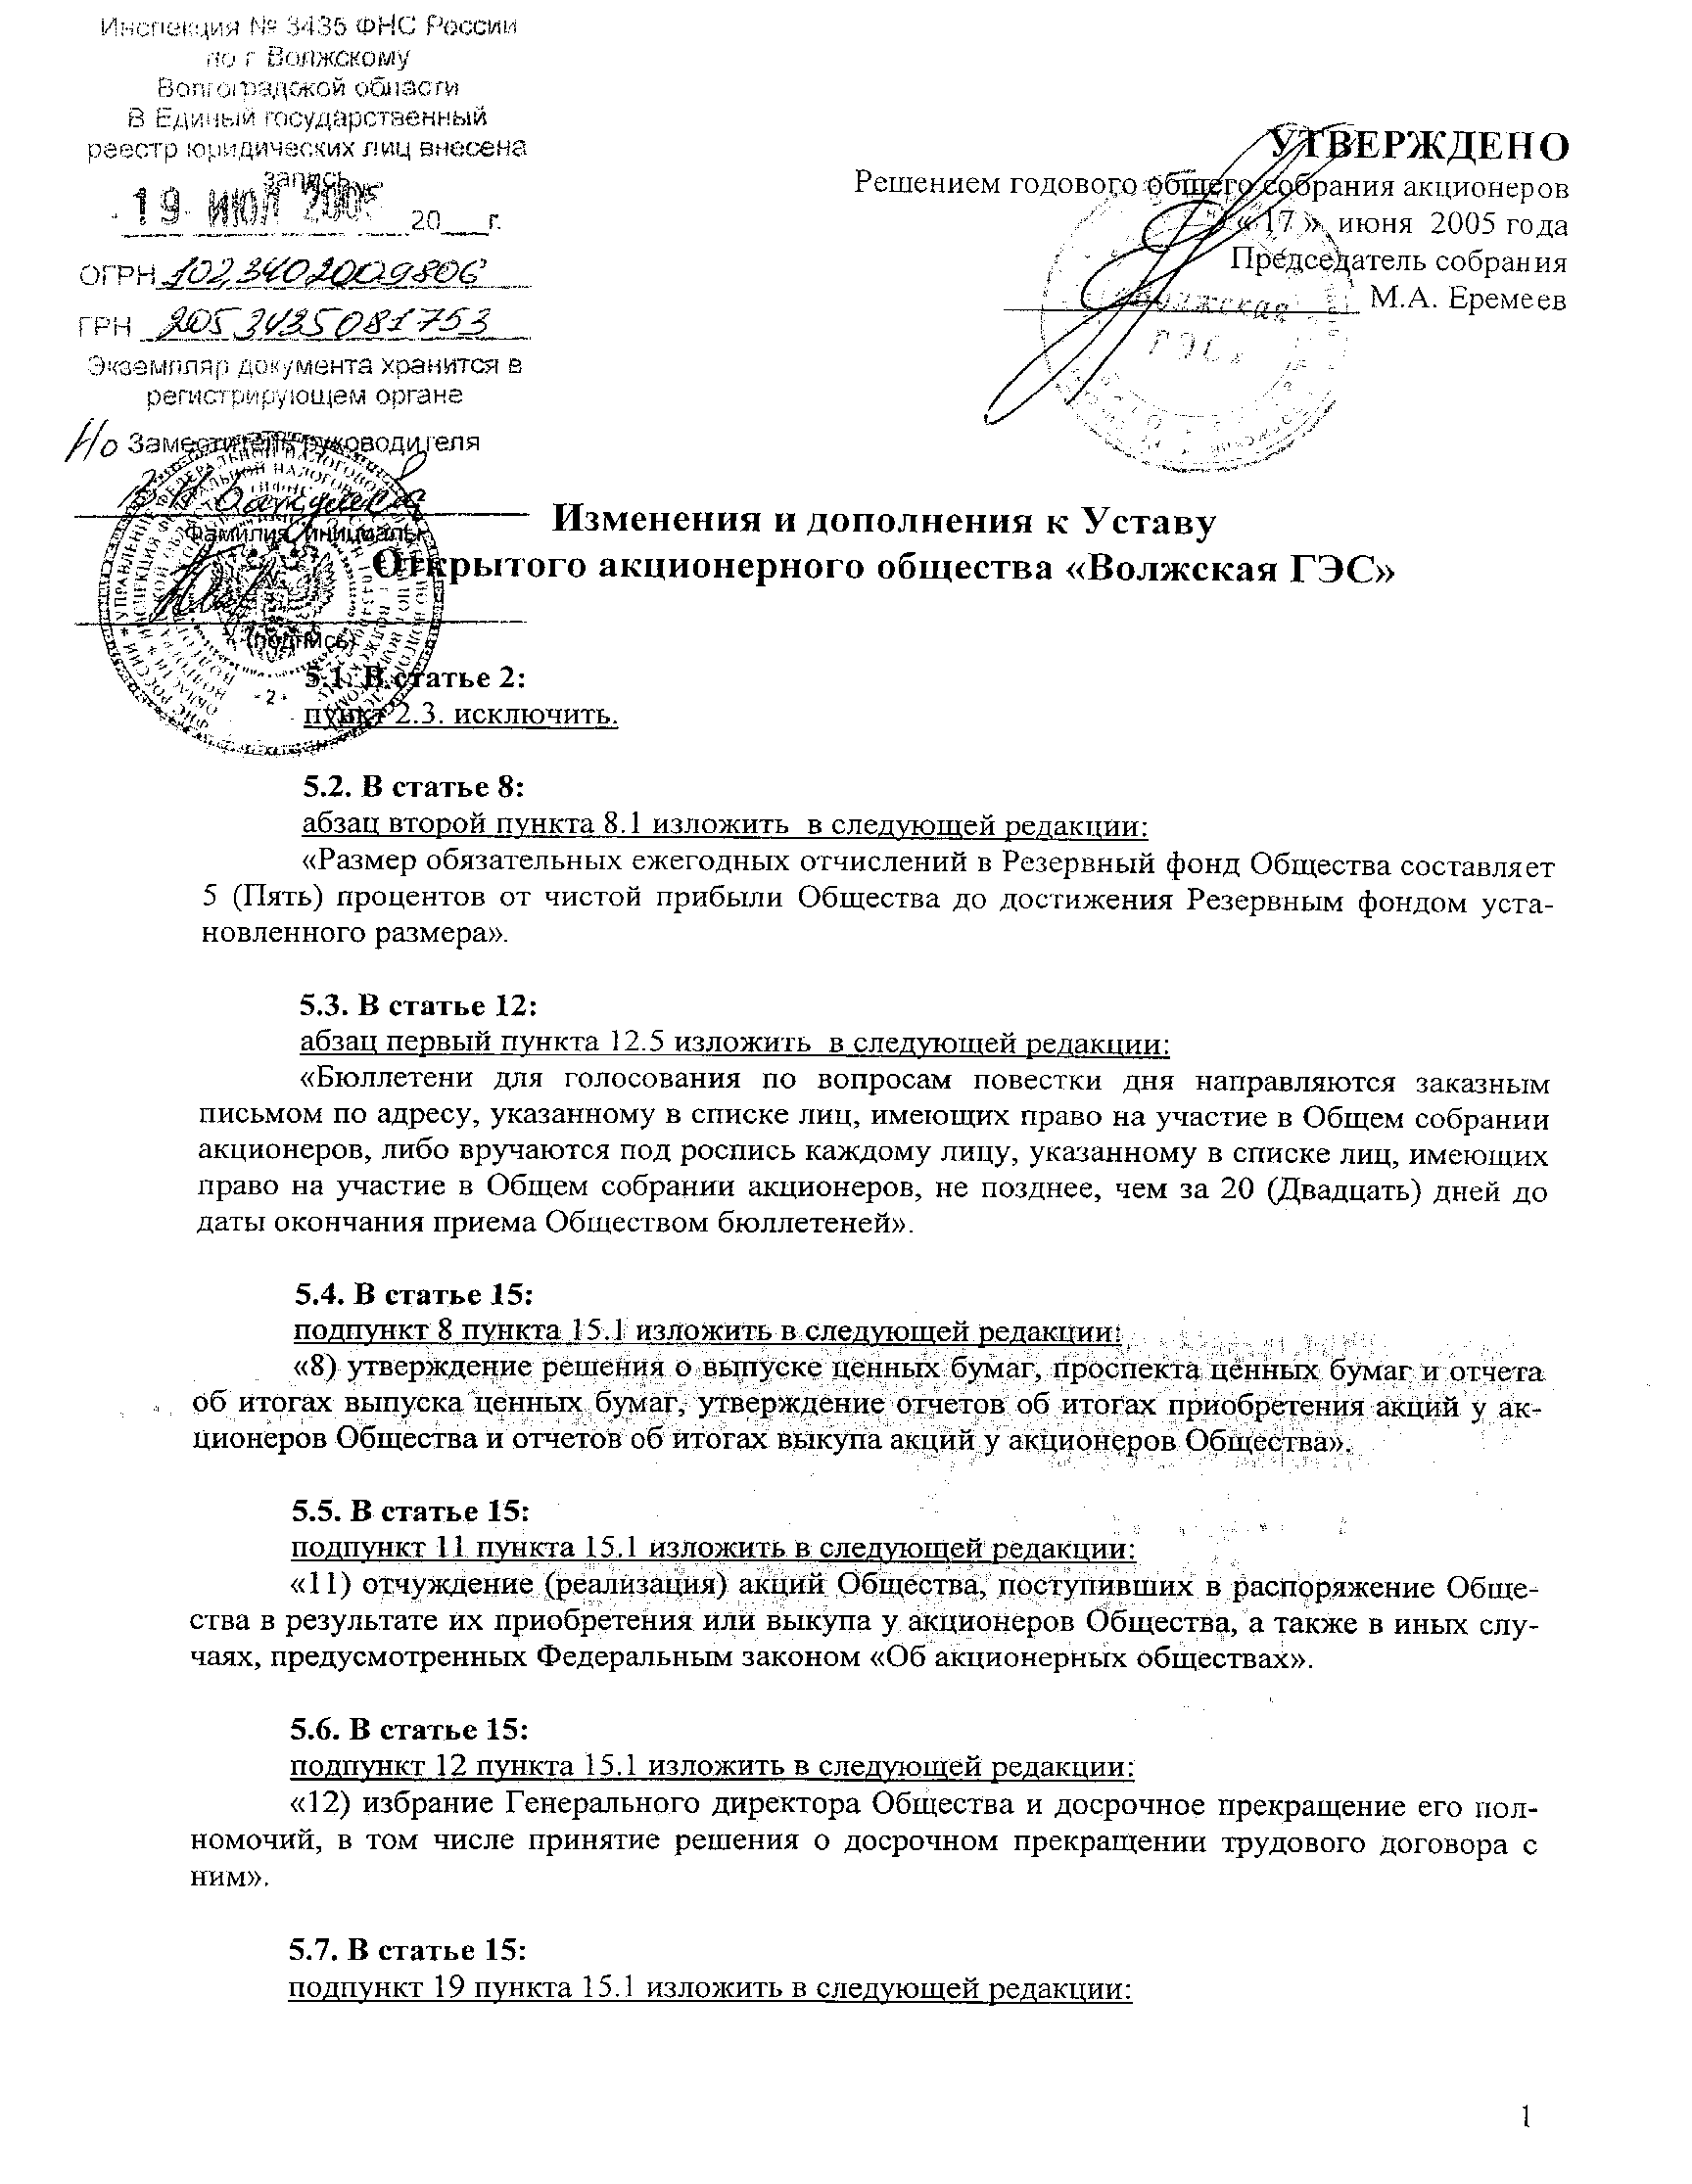 Инспекция № 3435 ФНС России
по г Волжскому
Волгоградской области
В Единый государственный
реестр юридических лиц внесена
запись
19 ИЮЛ 2005 20___г.
ОГРН 1023402009806
ГРН 2053435081753
Экземпляр документа хранится в
регистрирующем органе
И/о Заместитель руководителя
Фамилия, инициалы
(подпись)
УТВЕРЖДЕНО
Решением годового общего собрания акционеров
« 17 » июня 2005 года
Председатель собрания
М.А. Еремеев
Волжская
ГЭС»
Изменения и дополнения к Уставу
Открытого акционерного общества «Волжская ГЭС»
5.1. В статье 2:
пункт 2.3. исключить.
5.2. В статье 8:
абзац второй пункта 8.1 изложить в следующей редакции:
«Размер обязательных ежегодных отчислений в Резервный фонд Общества составляет
5 (Пять) процентов от чистой прибыли Общества до достижения Резервным фондом уста-
новленного размера».
5.3. В статье 12:
абзац первый пункта 12.5 изложить в следующей редакции:
«Бюллетени для голосования по вопросам повестки дня направляются заказным
письмом по адресу, указанному в списке лиц, имеющих право на участие в Общем собрании
акционеров, либо вручаются под роспись каждому лицу, указанному в списке лиц, имеющих
право на участие в Общем собрании акционеров, не позднее, чем за 20 (Двадцать) дней до
даты окончания приема Обществом бюллетеней».
5.4. В статье 15:
подпункт 8 пункта 15.1 изложить в следующей редакции:
«8) утверждение решения о выпуске ценных бумаг, проспекта ценных бумаг и отчета
об итогах выпуска ценных бумаг, утверждение отчетов об итогах приобретения акций у ак-
ционеров Общества и отчетов об итогах выкупа акций у акционеров Общества».
5.5. В статье 15:
подпункт 11 пункта 15.1 изложить в следующей редакции:
«11) отчуждение (реализация) акций Общества, поступивших в распоряжение Обще-
ства в результате их приобретения или выкупа у акционеров Общества, а также в иных слу-
чаях, предусмотренных Федеральным законом «Об акционерных обществах».
5.6. В статье 15:
подпункт 12 пункта 15.1 изложить в следующей редакции:
«12) избрание Генерального директора Общества и досрочное прекращение его пол-
номочий, в том числе принятие решения о досрочном прекращении трудового договора с
ним».
5.7. В статье 15:
подпункт 19 пункта 15.1 изложить в следующей редакции:
1